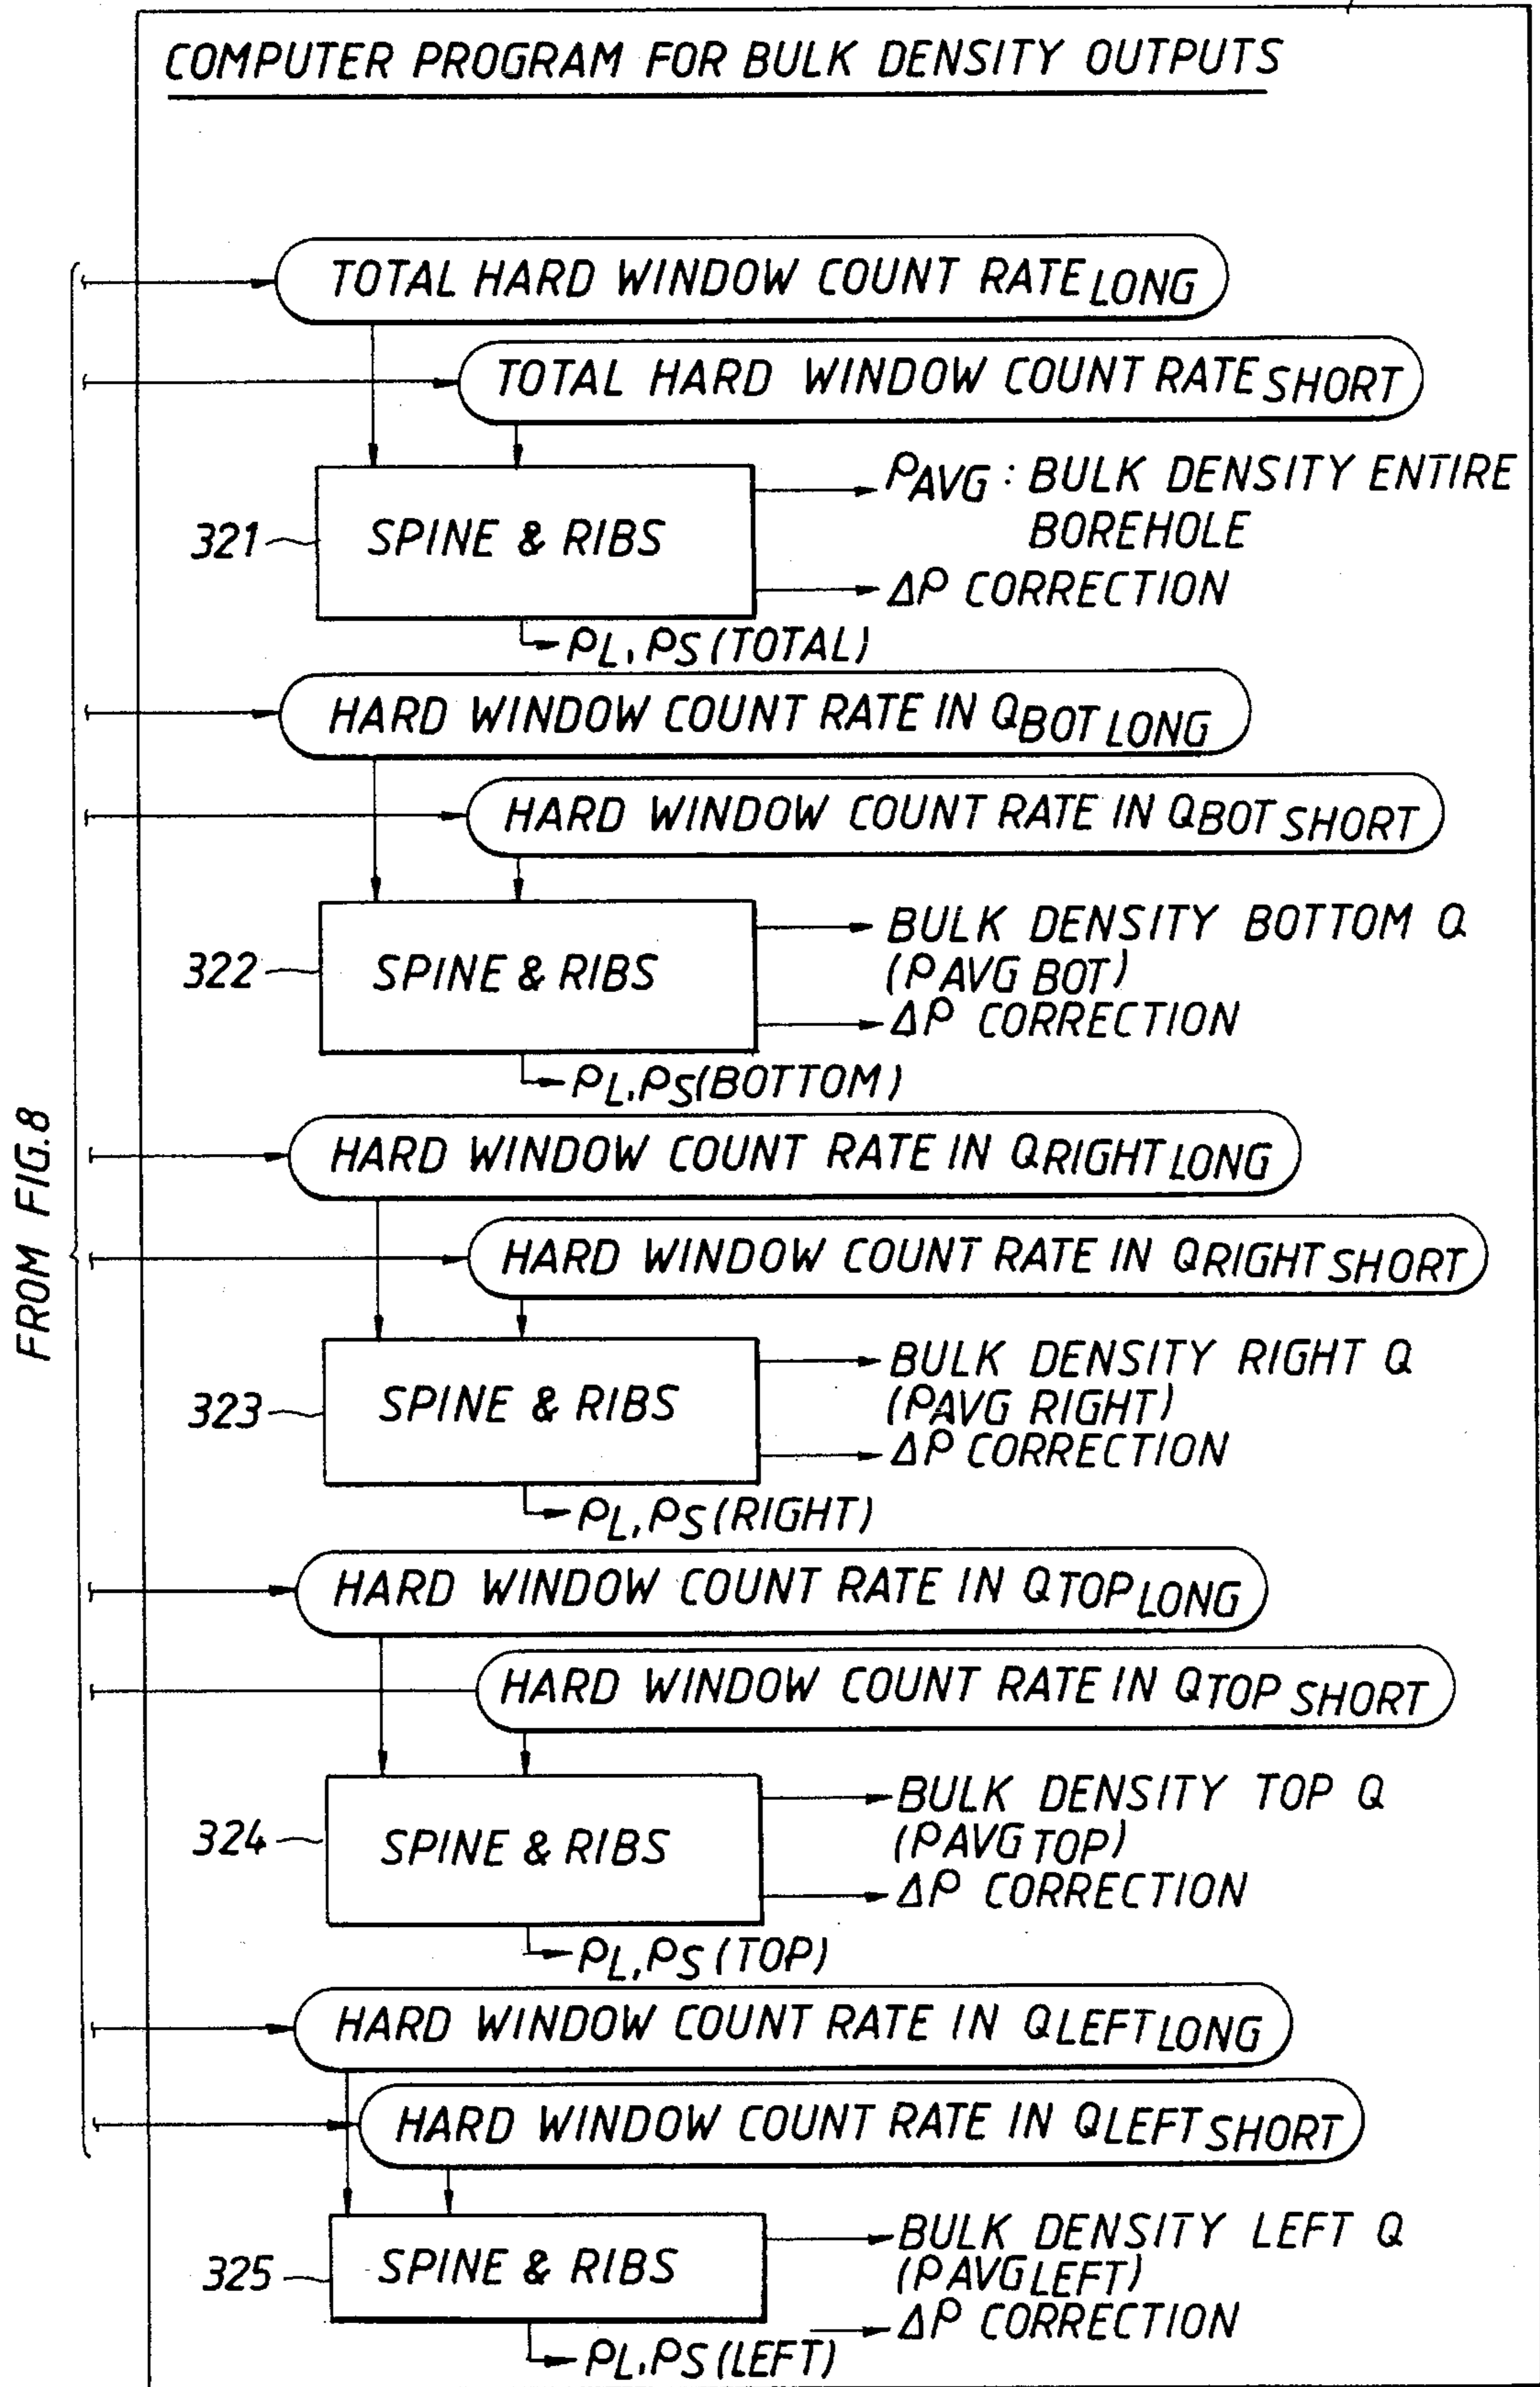 COMPUTER PROGRAM FOR BULK DENSITY OUTPUTS
FROM FIG.8
TOTAL HARD WINDOW COUNT RATE LONG
TOTAL HARD WINDOW COUNT RATE SHORT
321
SPINE & RIBS
ρAVG : BULK DENSITY ENTIRE
BOREHOLE
Δρ CORRECTION
ρL, ρS (TOTAL)
HARD WINDOW COUNT RATE IN QBOT LONG
HARD WINDOW COUNT RATE IN QBOT SHORT
322
SPINE & RIBS
BULK DENSITY BOTTOM Q
(ρAVG BOT)
Δρ CORRECTION
ρL, ρS (BOTTOM)
HARD WINDOW COUNT RATE IN QRIGHT LONG
HARD WINDOW COUNT RATE IN QRIGHT SHORT
323
SPINE & RIBS
BULK DENSITY RIGHT Q
(ρAVG RIGHT)
Δρ CORRECTION
ρL, ρS (RIGHT)
HARD WINDOW COUNT RATE IN QTOP LONG
HARD WINDOW COUNT RATE IN QTOP SHORT
324
SPINE & RIBS
BULK DENSITY TOP Q
(ρAVG TOP)
Δρ CORRECTION
ρL, ρS (TOP)
HARD WINDOW COUNT RATE IN QLEFT LONG
HARD WINDOW COUNT RATE IN QLEFT SHORT
325
SPINE & RIBS
BULK DENSITY LEFT Q
(ρAVG LEFT)
Δρ CORRECTION
ρL, ρS (LEFT)